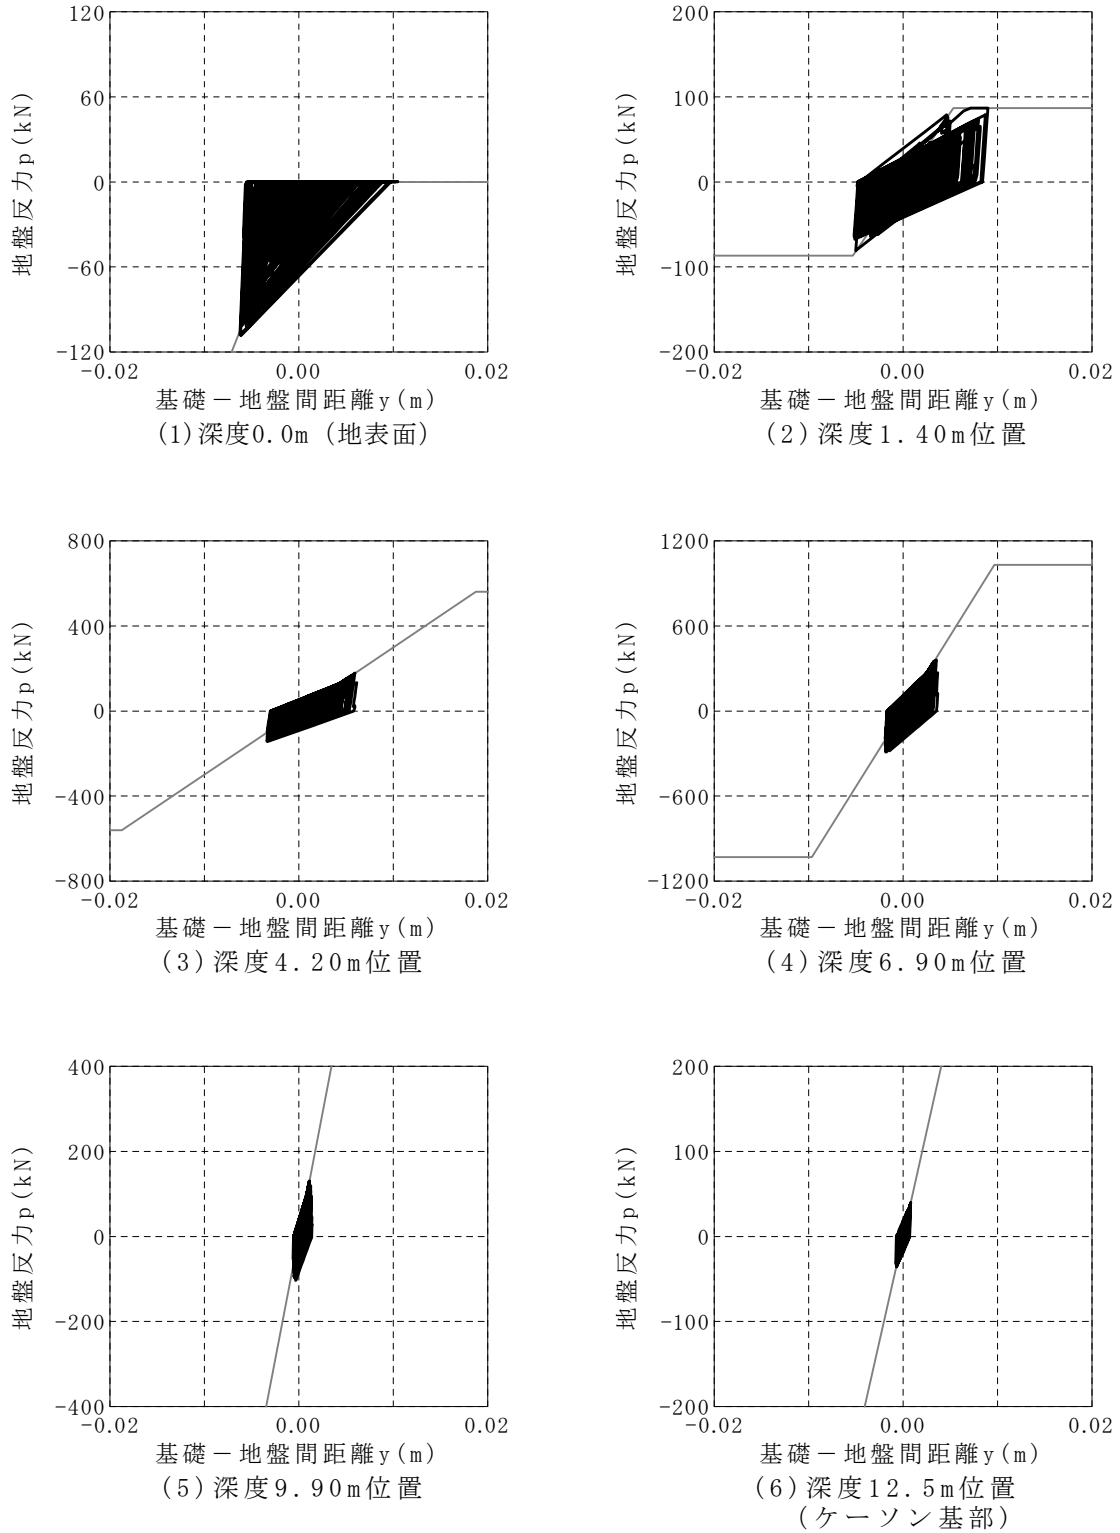 120
60
0
-60
-120
-0.02
0.00
0.02
地盤反力p(kN)
基礎－地盤間距離y(m)
(1)深度0.0m (地表面)
200
100
0
-100
-200
-0.02
0.00
0.02
地盤反力p(kN)
基礎－地盤間距離y(m)
(2)深度1.40m位置
800
400
0
-400
-800
-0.02
0.00
0.02
地盤反力p(kN)
基礎－地盤間距離y(m)
(3)深度4.20m位置
1200
600
0
-600
-1200
-0.02
0.00
0.02
地盤反力p(kN)
基礎－地盤間距離y(m)
(4)深度6.90m位置
400
200
0
-200
-400
-0.02
0.00
0.02
地盤反力p(kN)
基礎－地盤間距離y(m)
(5)深度9.90m位置
200
100
0
-100
-200
-0.02
0.00
0.02
地盤反力p(kN)
基礎－地盤間距離y(m)
(6)深度12.5m位置
(ケーソン基部)